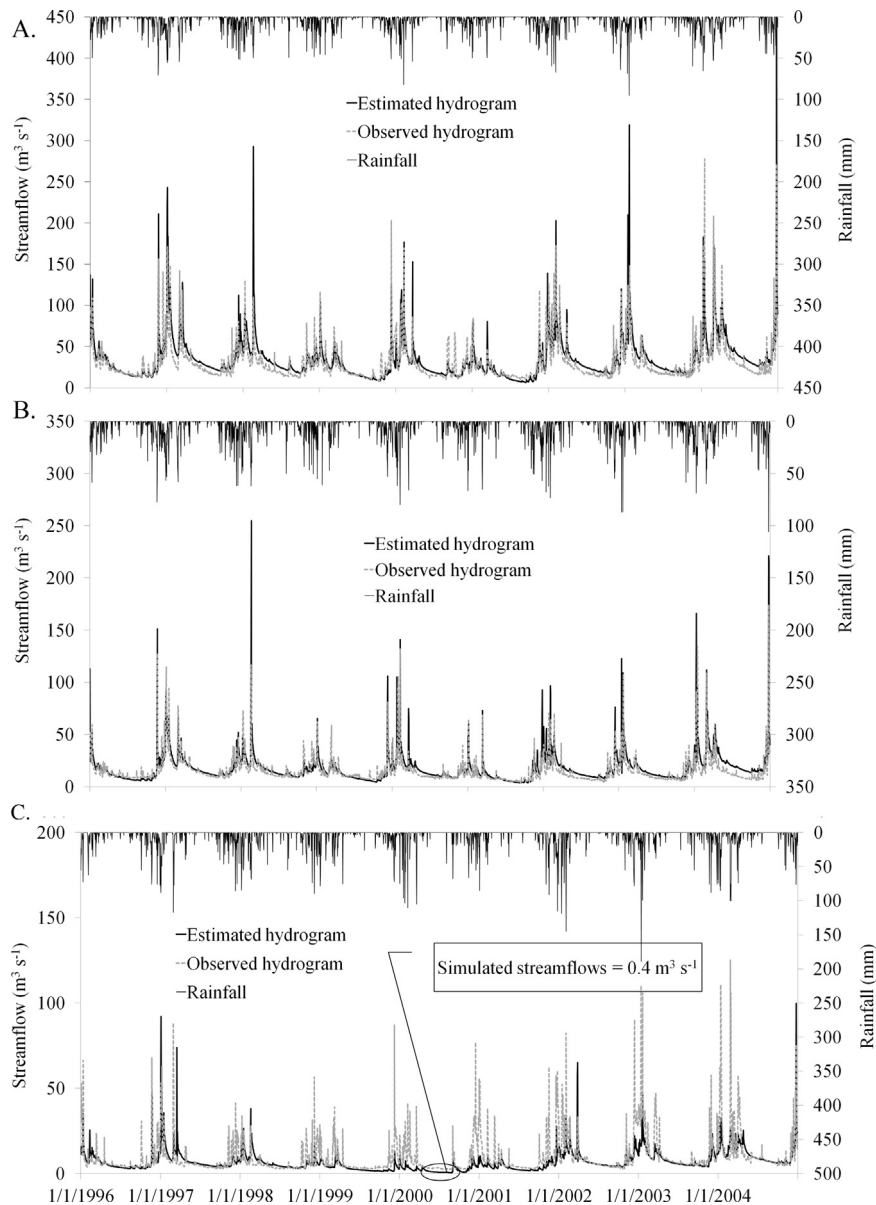 A.
450
400
350
300
250
200
150
100
50
0
Streamflow (m³ s⁻¹)
Estimated hydrogram
Observed hydrogram
Rainfall
0
50
100
150
200
250
300
350
400
450
Rainfall (mm)
B.
350
300
250
200
150
100
50
0
Streamflow (m³ s⁻¹)
Estimated hydrogram
Observed hydrogram
Rainfall
0
50
100
150
200
250
300
350
Rainfall (mm)
C.
200
150
100
50
0
Streamflow (m³ s⁻¹)
Estimated hydrogram
Observed hydrogram
Rainfall
Simulated streamflows = 0.4 m³ s⁻¹
0
50
100
150
200
250
300
350
400
450
500
Rainfall (mm)
1/1/1996 1/1/1997 1/1/1998 1/1/1999 1/1/2000 1/1/2001 1/1/2002 1/1/2003 1/1/2004